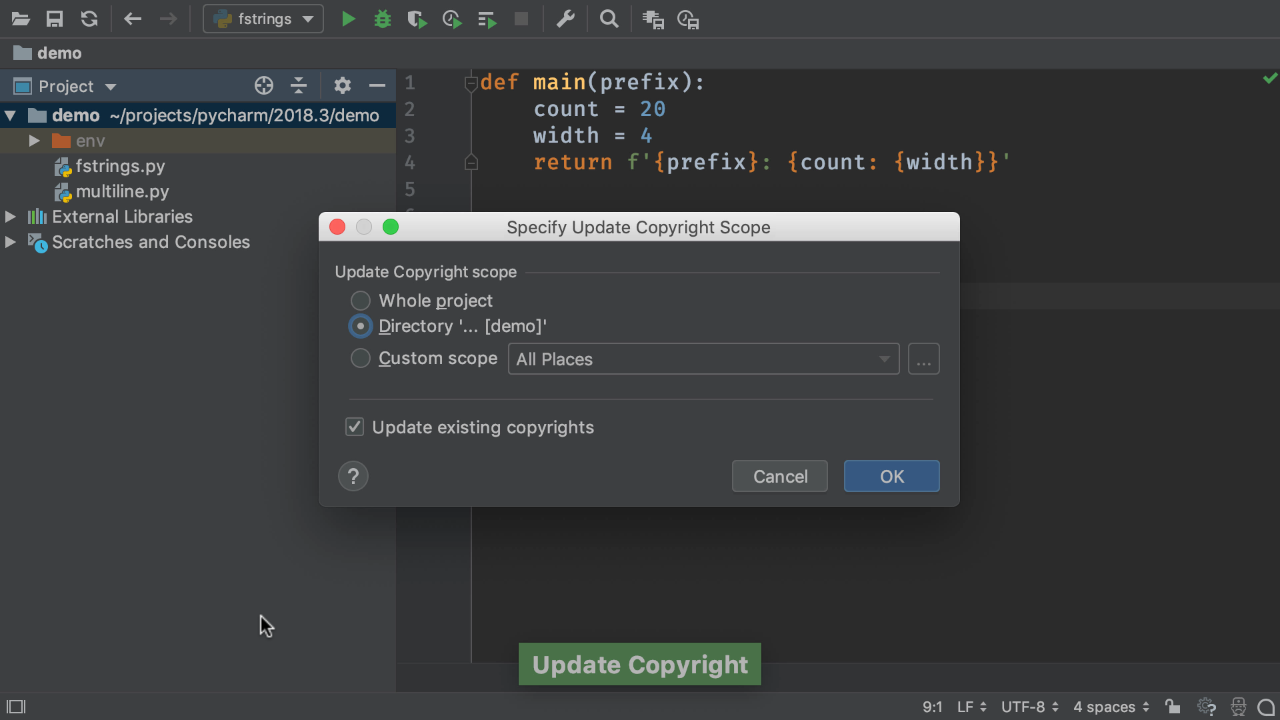 fstrings
demo
Project
demo ~/projects/pycharm/2018.3/demo
env
fstrings.py
multiline.py
External Libraries
Scratches and Consoles
1 def main(prefix):
2 count = 20
3 width = 4
4 return f'{prefix}: {count: {width}}'
5
Specify Update Copyright Scope
Update Copyright scope
Whole project
Directory '... [demo]'
Custom scope All Places ...
Update existing copyrights
? Cancel OK
Update Copyright
9:1 LF UTF-8 4 spaces